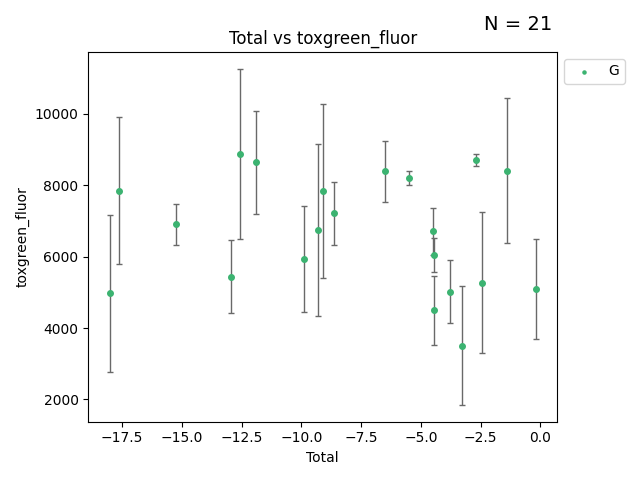 N = 21
Total vs toxgreen_fluor
G
10000
8000
6000
4000
2000
toxgreen_fluor
−17.5 −15.0 −12.5 −10.0 −7.5 −5.0 −2.5 0.0
Total